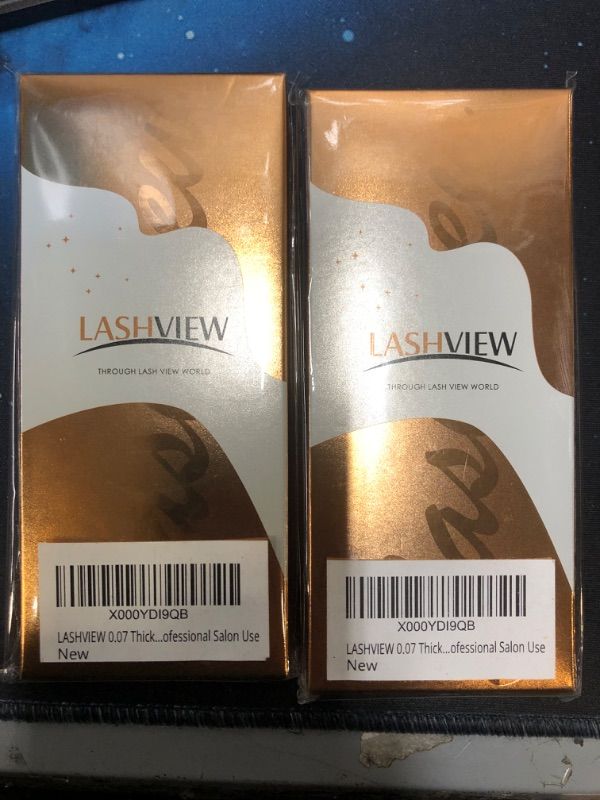 LASHVIEW
THROUGH LASH VIEW WORLD
X000YDI9QB
LASHVIEW 0.07 Thick...ofessional Salon Use
New
LASHVIEW
THROUGH LASH VIEW WORLD
X000YDI9QB
LASHVIEW 0.07 Thick...ofessional Salon Use
New